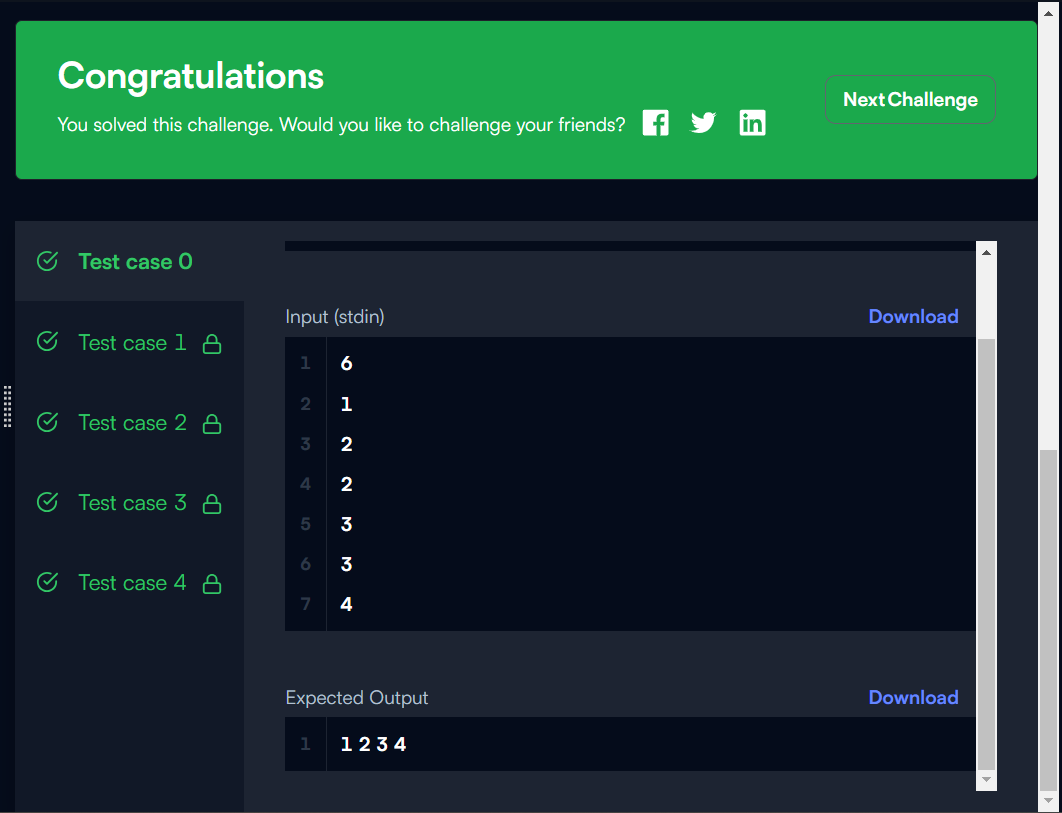 Congratulations
You solved this challenge. Would you like to challenge your friends?
Next Challenge
Test case 0
Test case 1
Test case 2
Test case 3
Test case 4
Input (stdin)
Download
1 6
2 1
3 2
4 2
5 3
6 3
7 4
Expected Output
Download
1 1 2 3 4